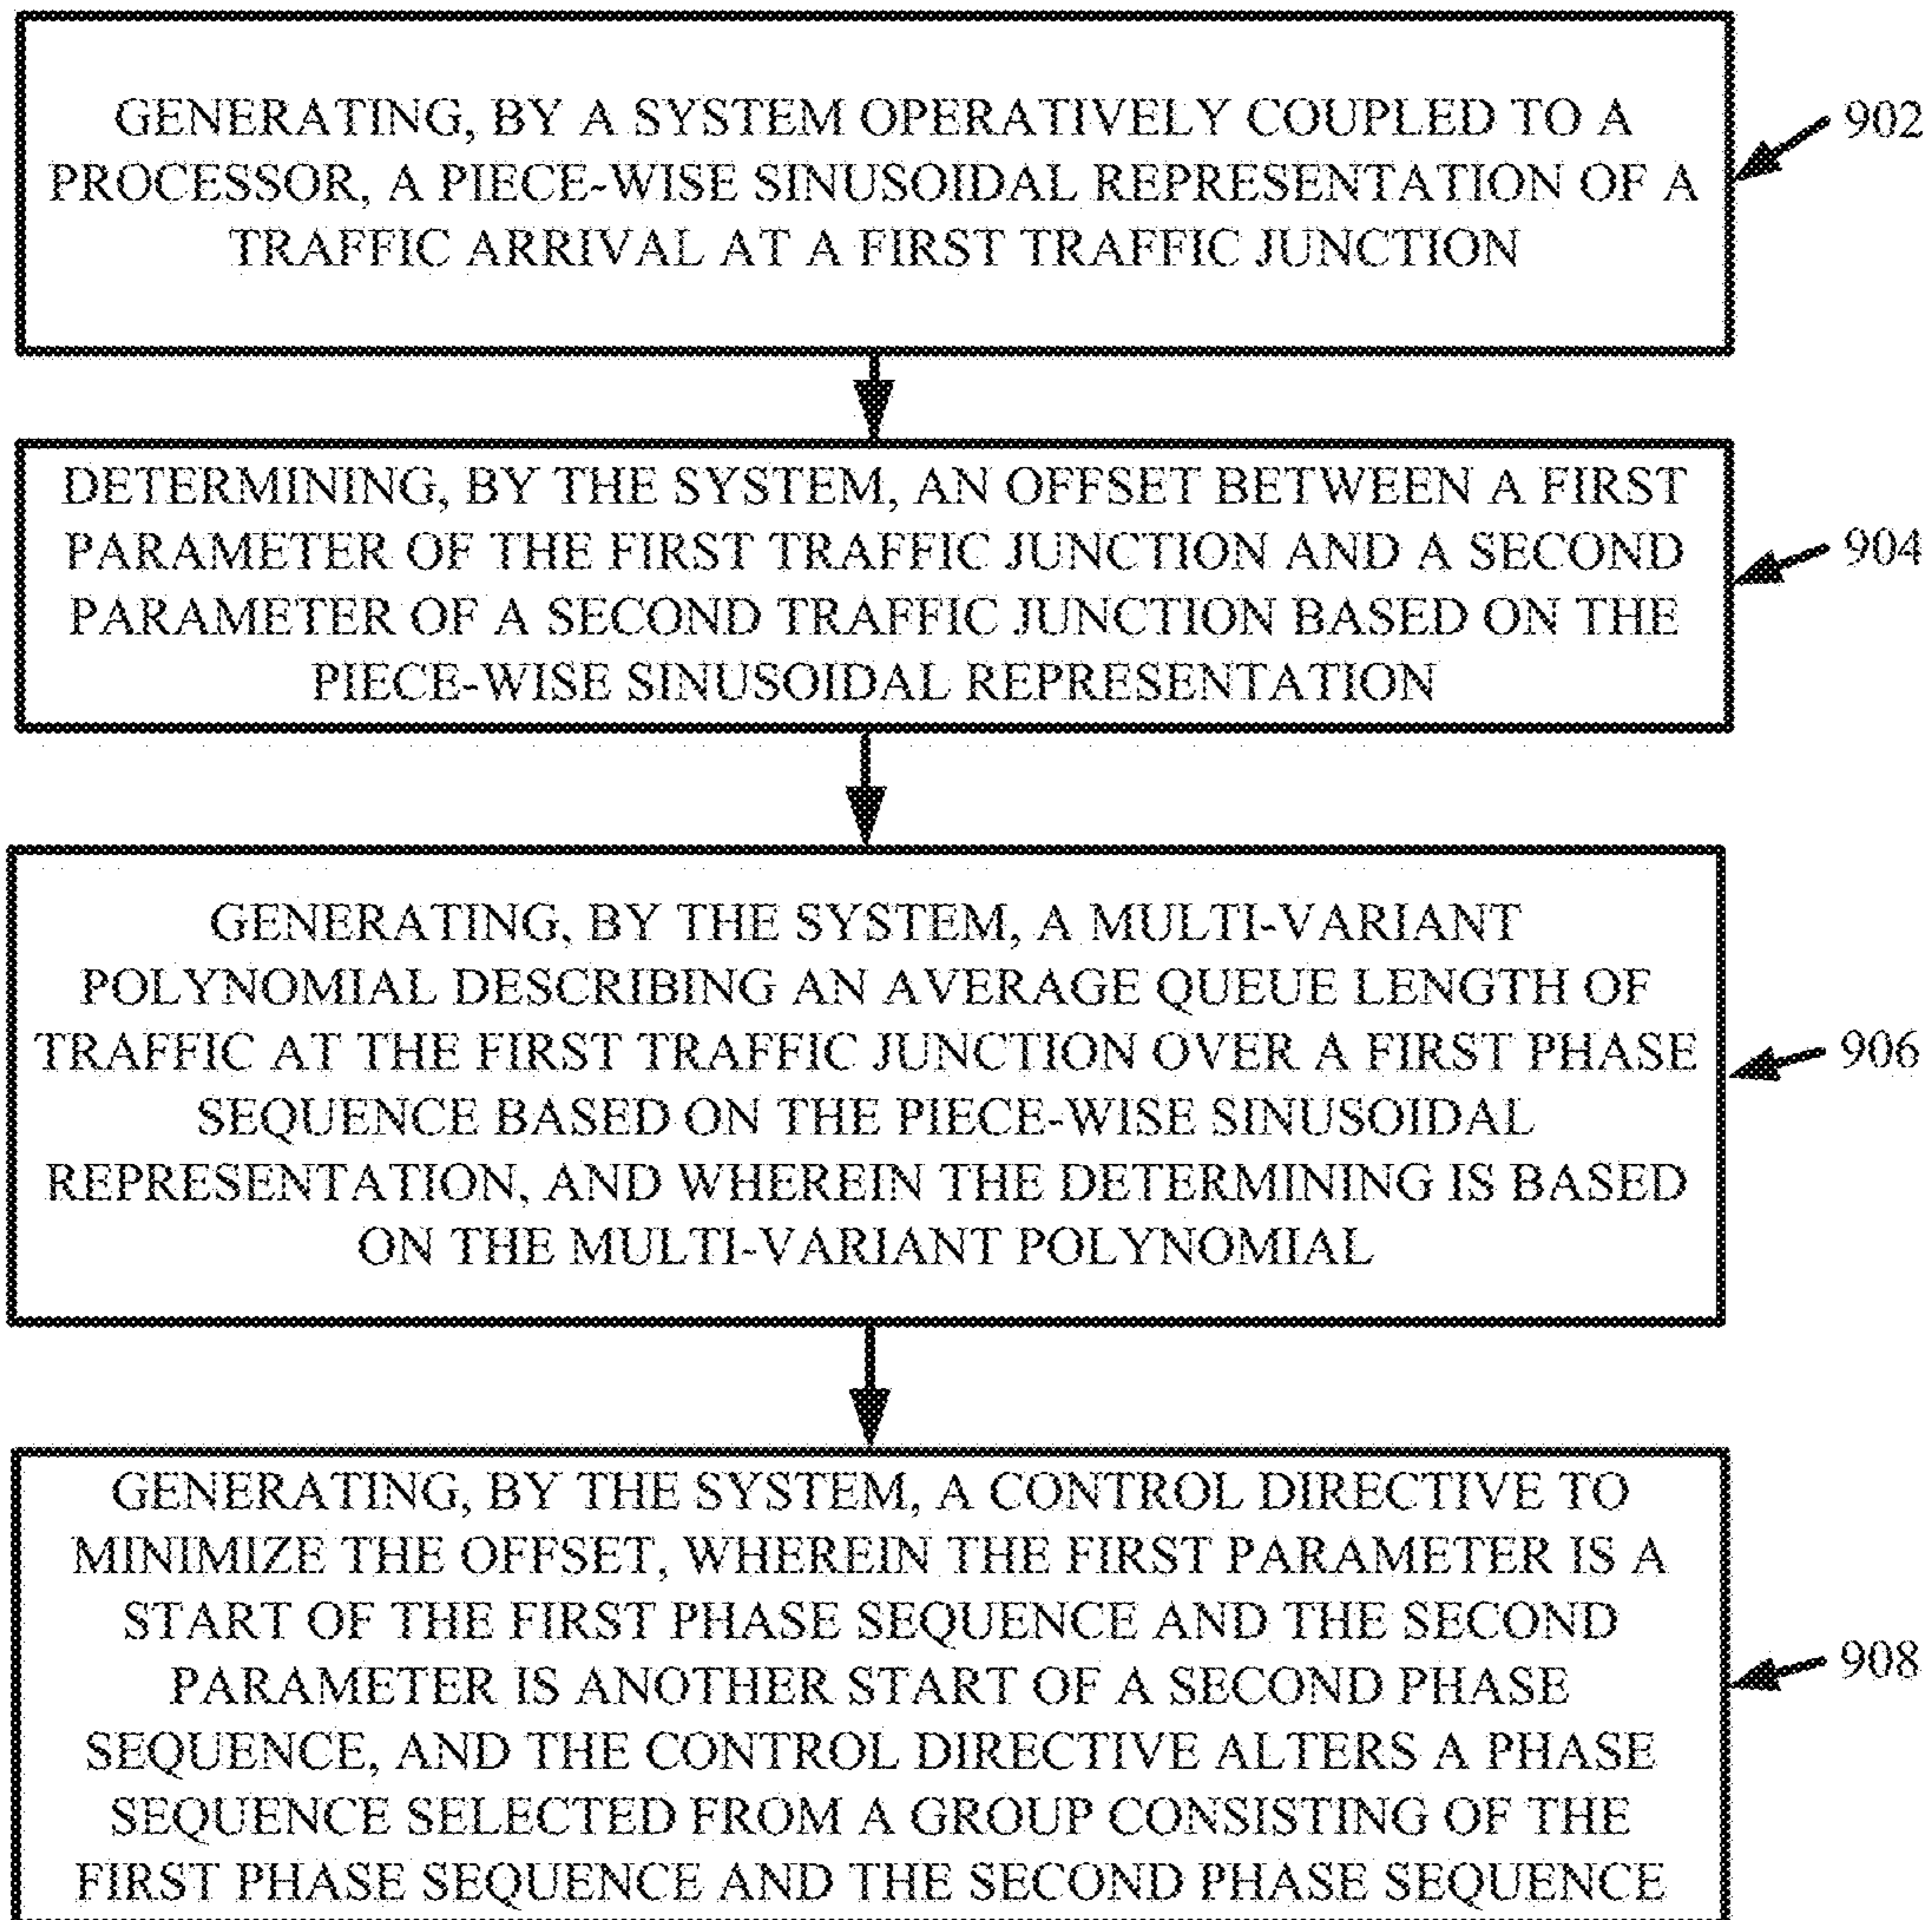 GENERATING, BY A SYSTEM OPERATIVELY COUPLED TO A
PROCESSOR, A PIECE-WISE SINUSOIDAL REPRESENTATION OF A
TRAFFIC ARRIVAL AT A FIRST TRAFFIC JUNCTION
902
DETERMINING, BY THE SYSTEM, AN OFFSET BETWEEN A FIRST
PARAMETER OF THE FIRST TRAFFIC JUNCTION AND A SECOND
PARAMETER OF A SECOND TRAFFIC JUNCTION BASED ON THE
PIECE-WISE SINUSOIDAL REPRESENTATION
904
GENERATING, BY THE SYSTEM, A MULTI-VARIANT
POLYNOMIAL DESCRIBING AN AVERAGE QUEUE LENGTH OF
TRAFFIC AT THE FIRST TRAFFIC JUNCTION OVER A FIRST PHASE
SEQUENCE BASED ON THE PIECE-WISE SINUSOIDAL
REPRESENTATION, AND WHEREIN THE DETERMINING IS BASED
ON THE MULTI-VARIANT POLYNOMIAL
906
GENERATING, BY THE SYSTEM, A CONTROL DIRECTIVE TO
MINIMIZE THE OFFSET, WHEREIN THE FIRST PARAMETER IS A
START OF THE FIRST PHASE SEQUENCE AND THE SECOND
PARAMETER IS ANOTHER START OF A SECOND PHASE
SEQUENCE, AND THE CONTROL DIRECTIVE ALTERS A PHASE
SEQUENCE SELECTED FROM A GROUP CONSISTING OF THE
FIRST PHASE SEQUENCE AND THE SECOND PHASE SEQUENCE
908